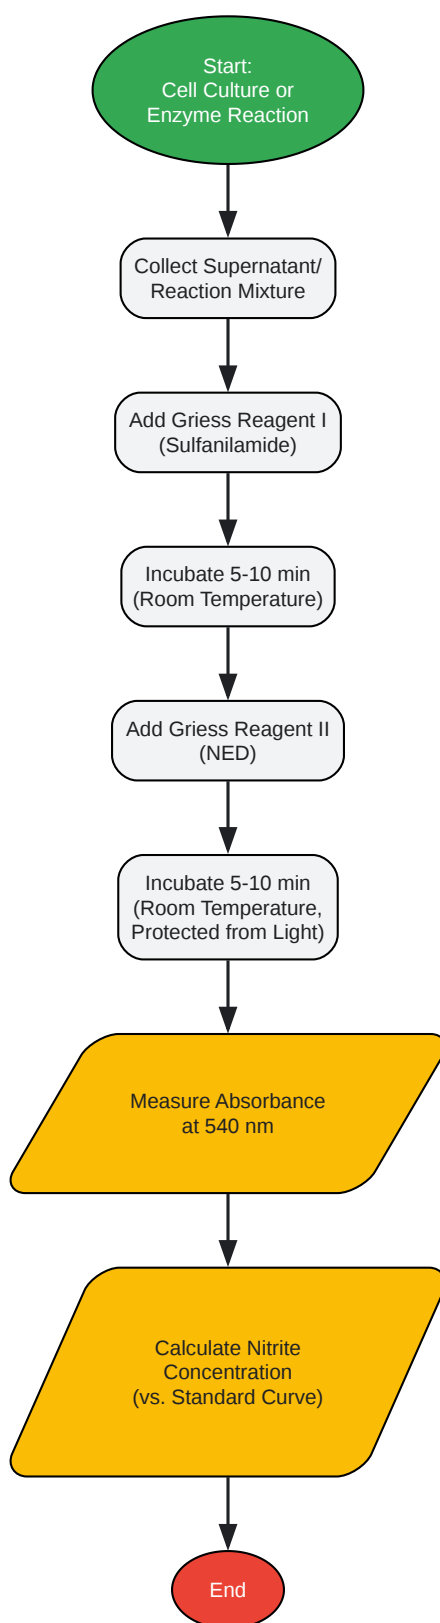 Start:
Cell Culture or
Enzyme Reaction
Collect Supernatant/
Reaction Mixture
Add Griess Reagent I
(Sulfanilamide)
Incubate 5-10 min
(Room Temperature)
Add Griess Reagent II
(NED)
Incubate 5-10 min
(Room Temperature,
Protected from Light)
Measure Absorbance
at 540 nm
Calculate Nitrite
Concentration
(vs. Standard Curve)
End